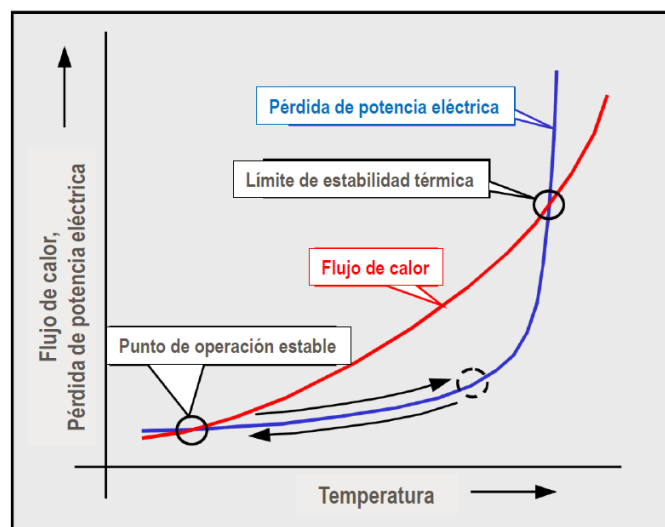 Pérdida de potencia eléctrica
Límite de estabilidad térmica
Flujo de calor
Punto de operación estable
Flujo de calor,
Pérdida de potencia eléctrica
Temperatura